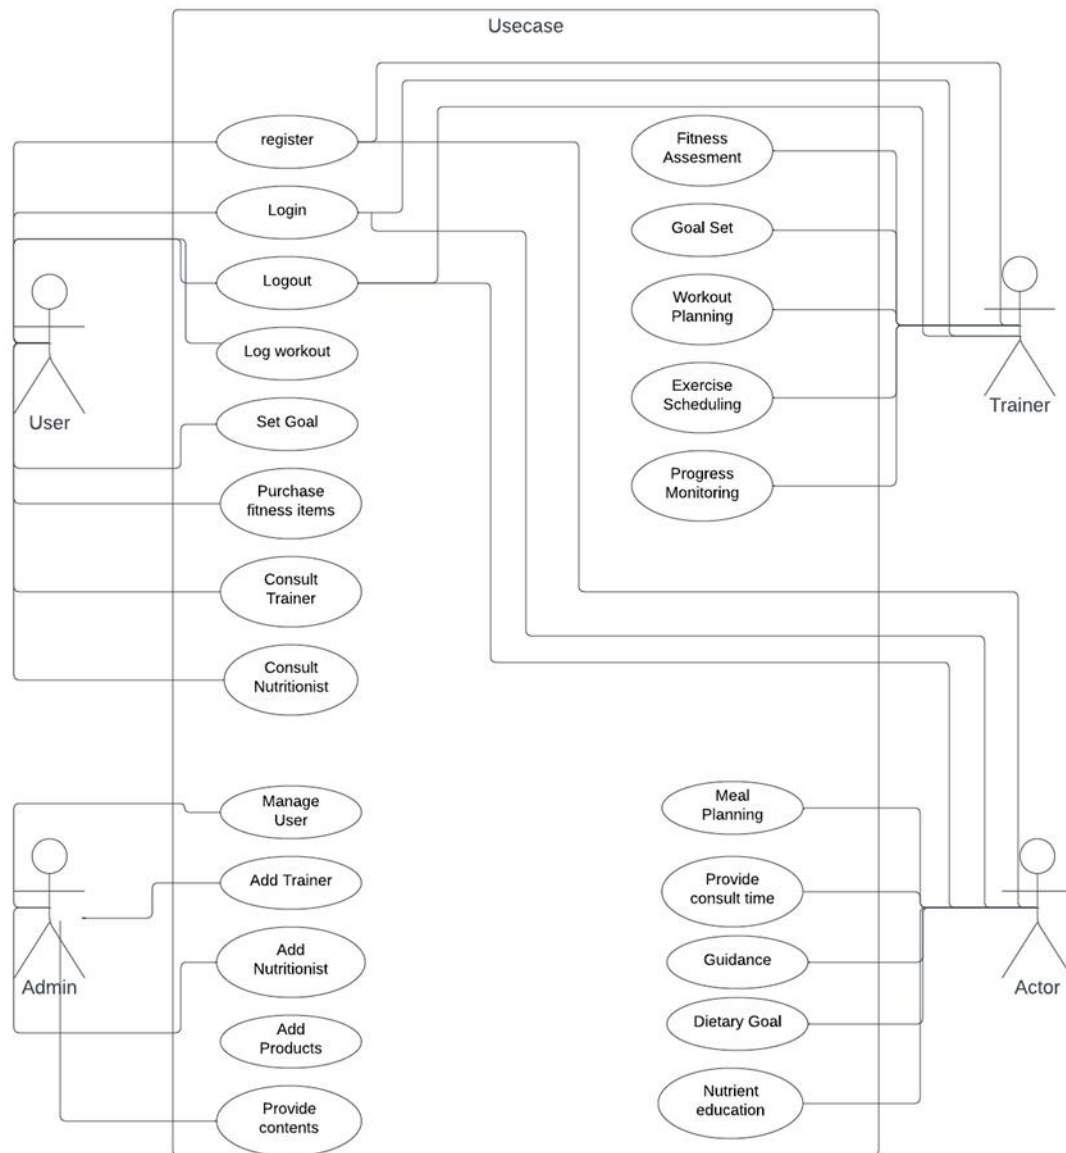 Usecase
register
Login
Logout
Log workout
Set Goal
Purchase
fitness items
Consult
Trainer
Consult
Nutritionist
User
Fitness
Assesment
Goal Set
Workout
Planning
Exercise
Scheduling
Progress
Monitoring
Trainer
Manage
User
Add Trainer
Add
Nutritionist
Add
Products
Provide
contents
Admin
Meal
Planning
Provide
consult time
Guidance
Dietary Goal
Nutrient
education
Actor